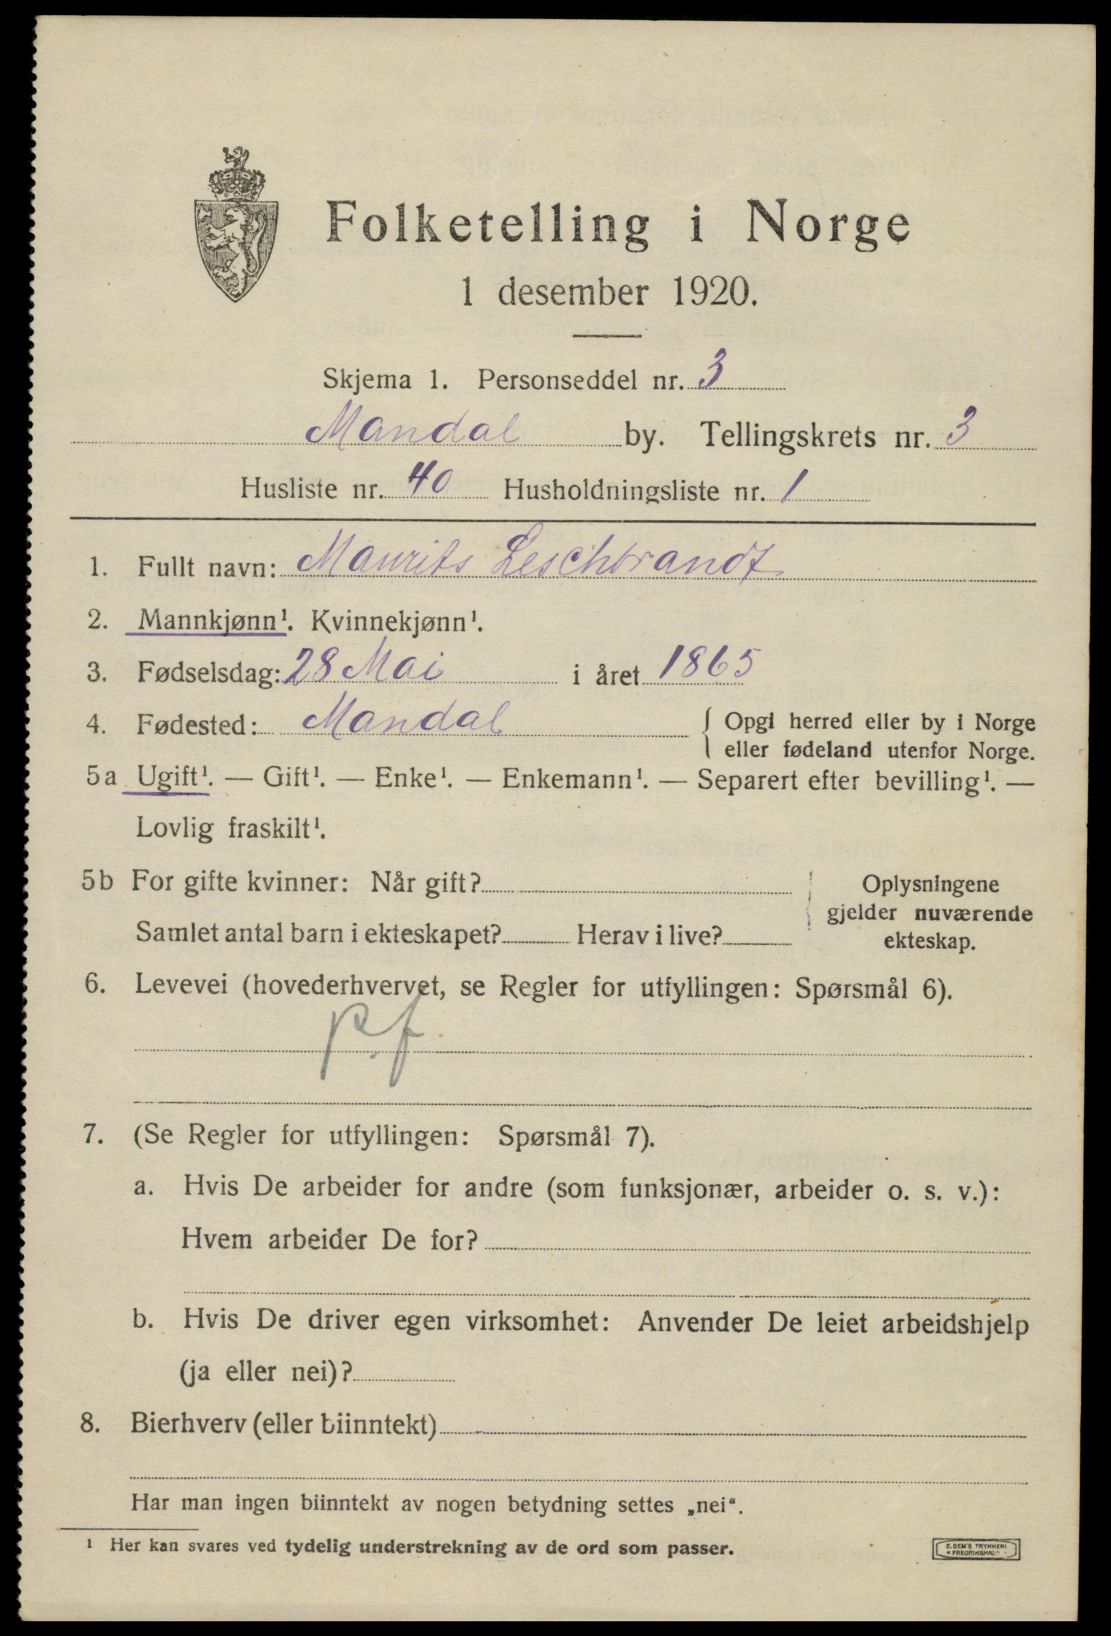 Folketelling i Norge
1 desember 1920.
Skjema 1. Personseddel nr. 3
Mandal by. Tellingskrets nr. 3
Husliste nr. 40 Husholdningsliste nr. 1
1. Fullt navn: Maurits Leschbrandt
2. Mannkjønn¹. Kvinnekjønn¹.
3. Fødselsdag: 28 Mai i året 1865
4. Fødested: Mandal { Opgi herred eller by i Norge
eller fødeland utenfor Norge.
5a Ugift¹. — Gift¹. — Enke¹. — Enkemann¹. — Separert efter bevilling¹. —
Lovlig fraskilt¹.
5b For gifte kvinner: Når gift? Oplysningene
gjelder nuværende
Samlet antal barn i ekteskapet? Herav i live? ekteskap.
6. Levevei (hovederhvervet, se Regler for utfyllingen: Spørsmål 6).
p.f.
7. (Se Regler for utfyllingen: Spørsmål 7).
a. Hvis De arbeider for andre (som funksjonær, arbeider o. s. v.):
Hvem arbeider De for?
b. Hvis De driver egen virksomhet: Anvender De leiet arbeidshjelp
(ja eller nei)?
8. Bierhverv (eller biinntekt)
Har man ingen biinntekt av nogen betydning settes „nei“.
¹ Her kan svares ved tydelig understrekning av de ord som passer.
E. SEM'S TRYKKERI
FREDRIKSHALD